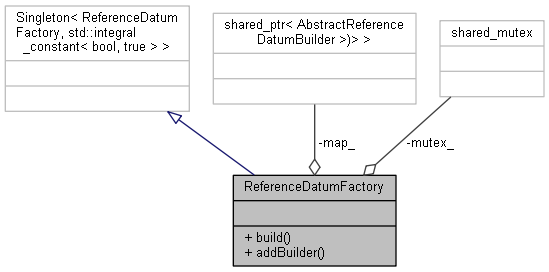 Singleton< ReferenceDatum
Factory, std::integral
_constant< bool, true > >
shared_ptr< AbstractReference
DatumBuilder >)> >
shared_mutex
-map_
-mutex_
ReferenceDatumFactory
+ build()
+ addBuilder()